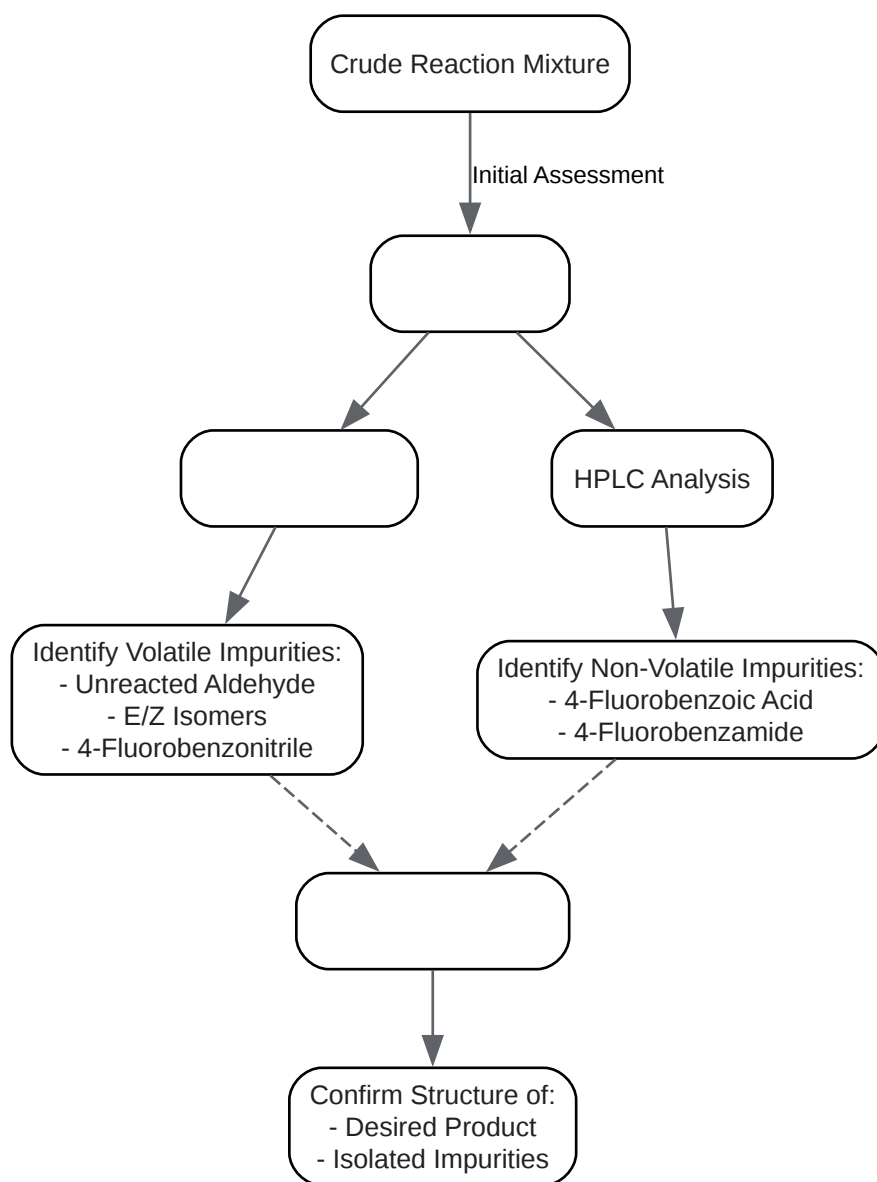 Crude Reaction Mixture
Initial Assessment
HPLC Analysis
Identify Volatile Impurities:
- Unreacted Aldehyde
- E/Z Isomers
- 4-Fluorobenzonitrile
Identify Non-Volatile Impurities:
- 4-Fluorobenzoic Acid
- 4-Fluorobenzamide
Confirm Structure of:
- Desired Product
- Isolated Impurities